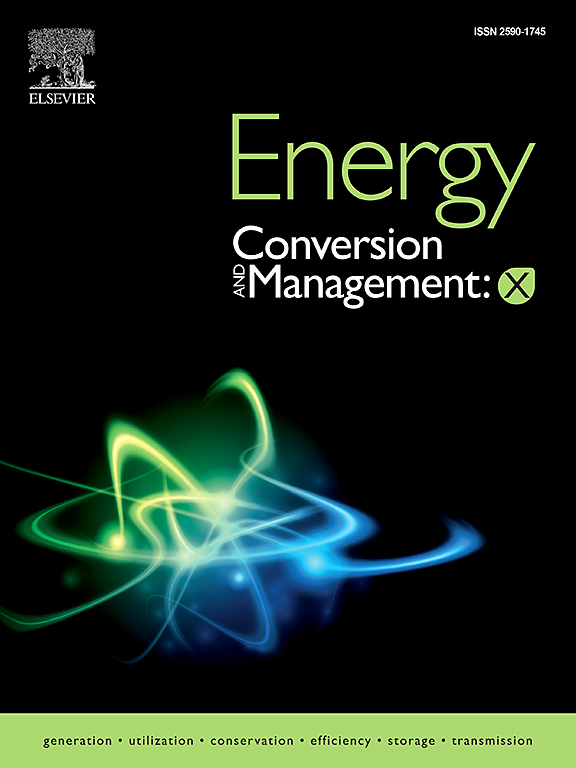 ISSN 2590-1745
ELSEVIER
Energy
Conversion
AND Management: X
generation • utilization • conservation • efficiency • storage • transmission